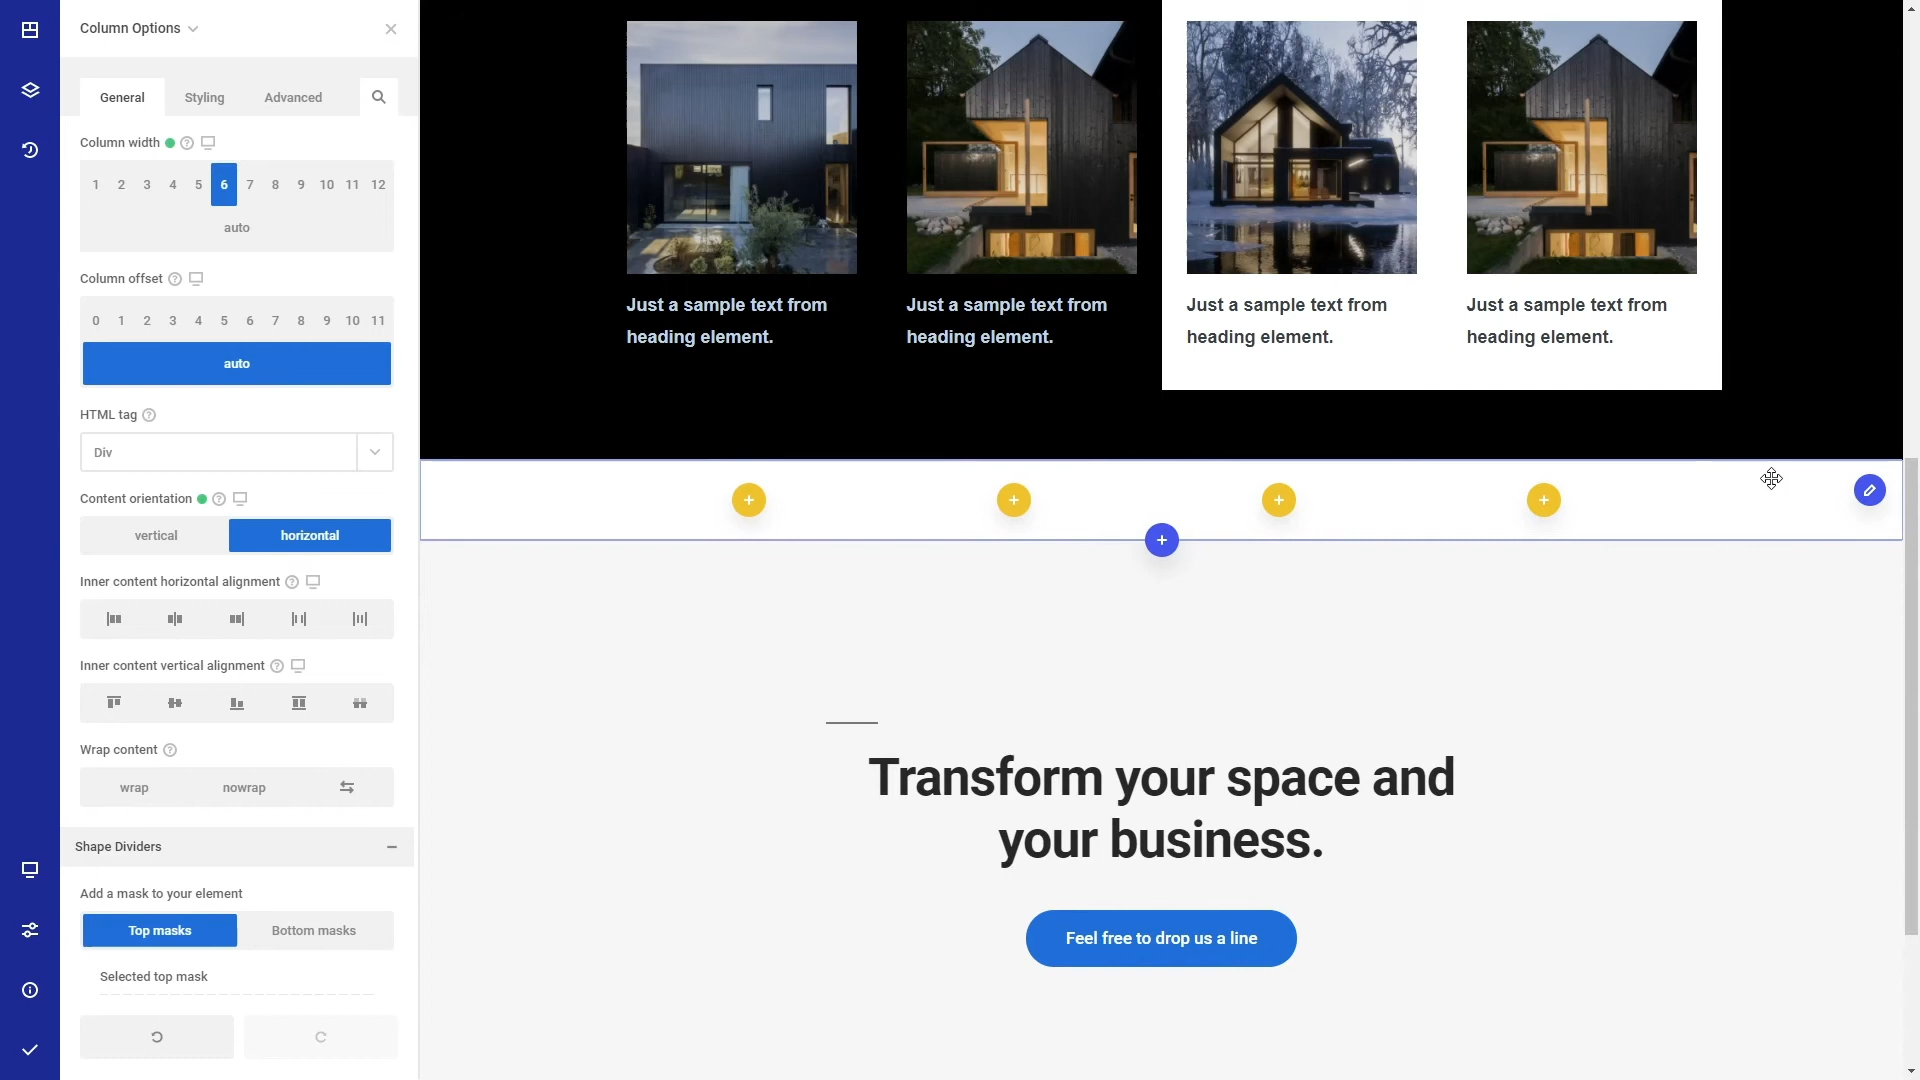 Column Options
General
Styling
Advanced
Column width
1 2 3 4 5 6 7 8 9 10 11 12
auto
Column offset
0 1 2 3 4 5 6 7 8 9 10 11
auto
HTML tag
Div
Content orientation
vertical
horizontal
Inner content horizontal alignment
Inner content vertical alignment
Wrap content
wrap
nowrap
Shape Dividers
Add a mask to your element
Top masks
Bottom masks
Selected top mask
Just a sample text from
heading element.
Just a sample text from
heading element.
Just a sample text from
heading element.
Just a sample text from
heading element.
Transform your space and
your business.
Feel free to drop us a line